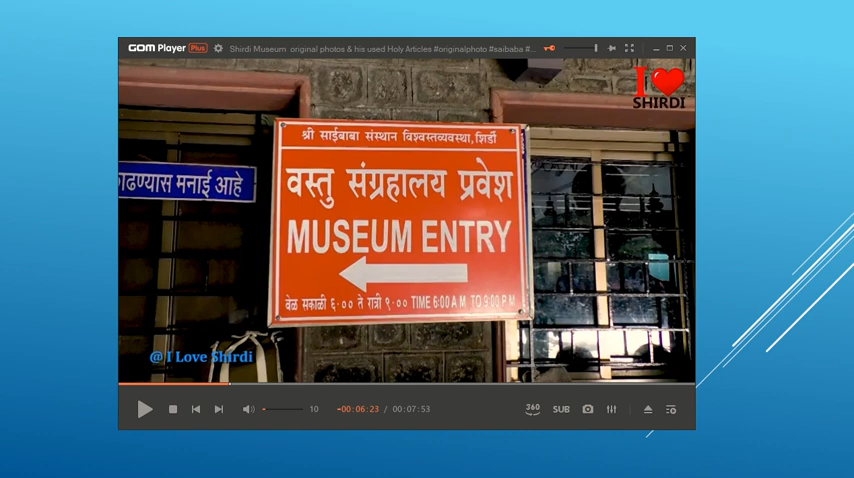 GOM Player Plus Shirdi Museum original photos & his used Holy Articles #originalphoto #saibaba #...
I
SHIRDI
श्री साईबाबा संस्थान विश्वस्तव्यवस्था, शिर्डी
काढण्यास मनाई आहे
वस्तु संग्रहालय प्रवेश
MUSEUM ENTRY
वेळ सकाळी ६.०० ते रात्री ९.०० TIME 6:00 A M TO 9:00 P M
@ I Love Shirdi
10 -00:06:23 / 00:07:53 360 SUB